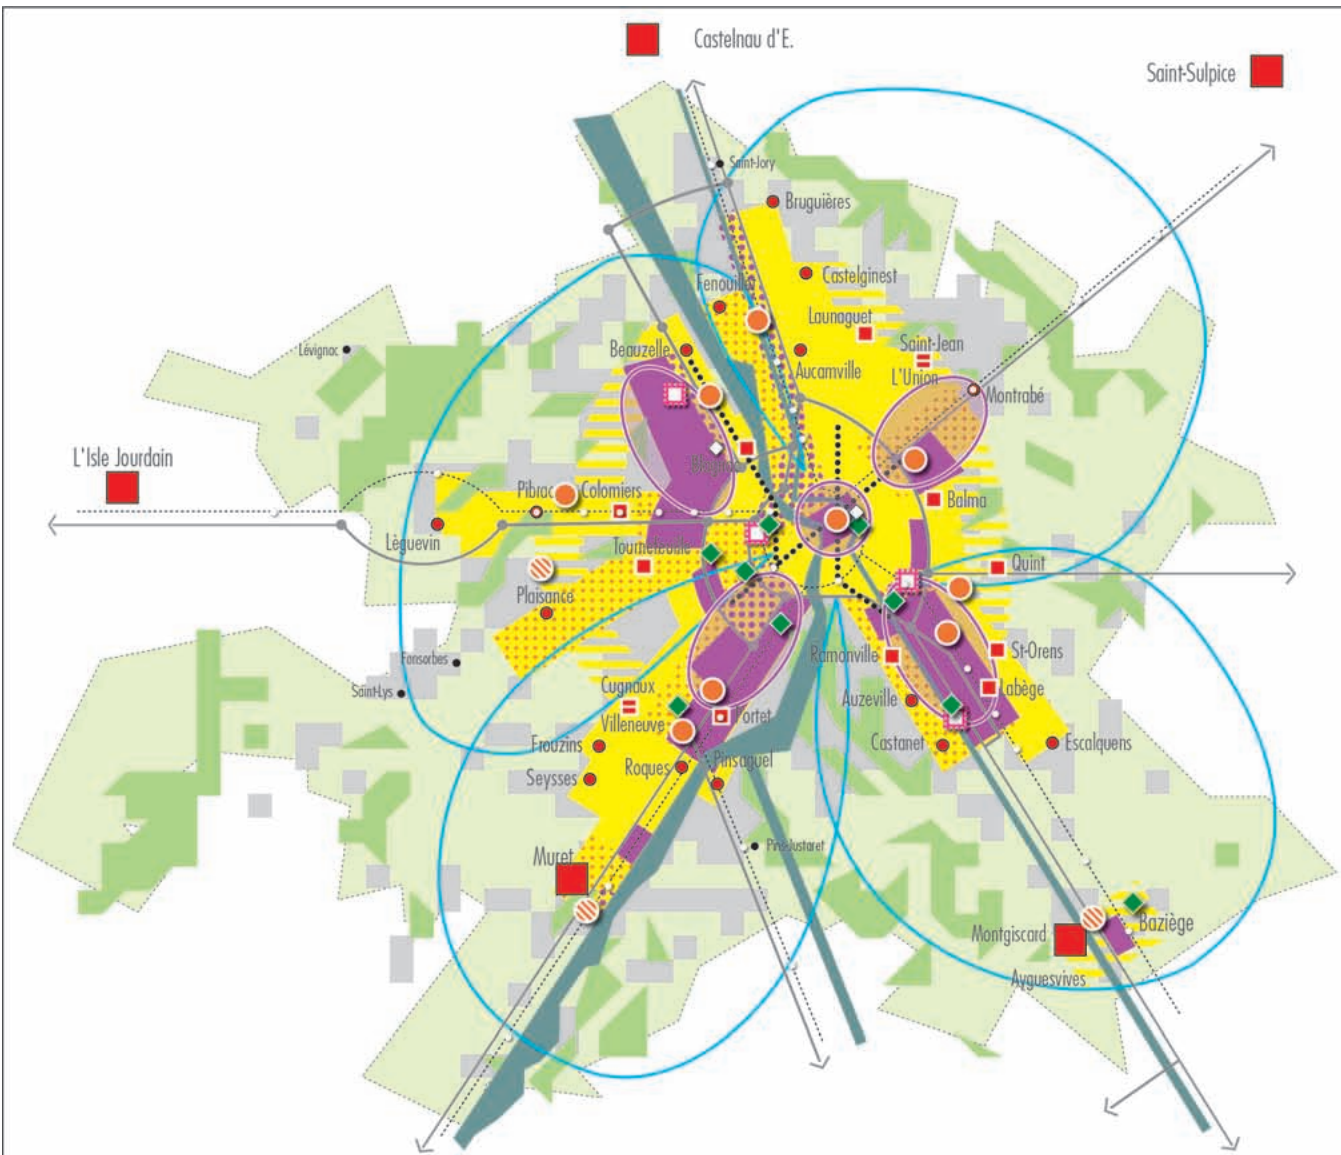 Castelnau d'E.
Saint-Sulpice
Saint-Jory
Bruguières
Castelginest
Fenouillet
Launaguet
Saint-Jean
L'Union
Lévignac
Beauzelle
Aucamville
Montrabé
L'Isle Jourdain
Pibrac
Colomiers
Balma
Léguevin
Tournefeuille
Quint
Plaisance
Ramonville
St-Orens
Fonsorbes
Saint-Lys
Cugnaux
Villeneuve
Portet
Auzeville
Labège
Frouzins
Castanet
Escalquens
Seysses
Roques
Pinsaguel
Muret
Pins-Justaret
Montgiscard
Baziège
Ayguesvives